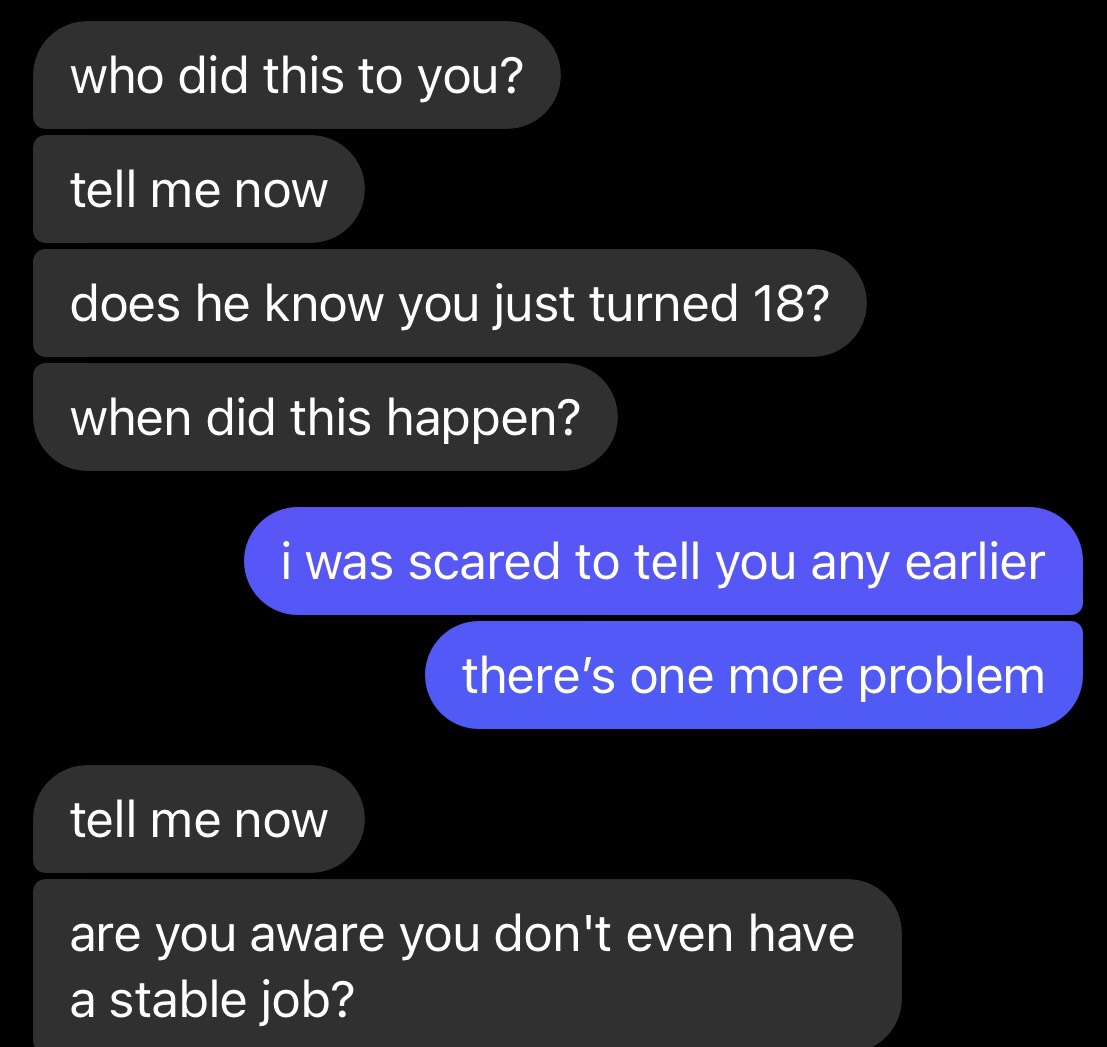 who did this to you?
tell me now
does he know you just turned 18?
when did this happen?
i was scared to tell you any earlier
there’s one more problem
tell me now
are you aware you don't even have
a stable job?